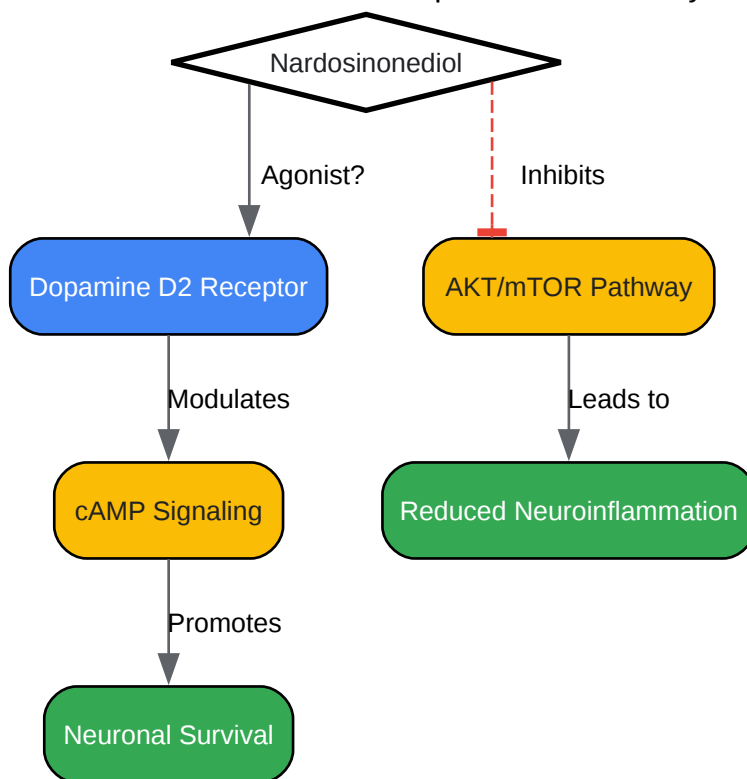 Nardosinonediol
Agonist?
Inhibits
Dopamine D2 Receptor
AKT/mTOR Pathway
Modulates
Leads to
cAMP Signaling
Reduced Neuroinflammation
Promotes
Neuronal Survival